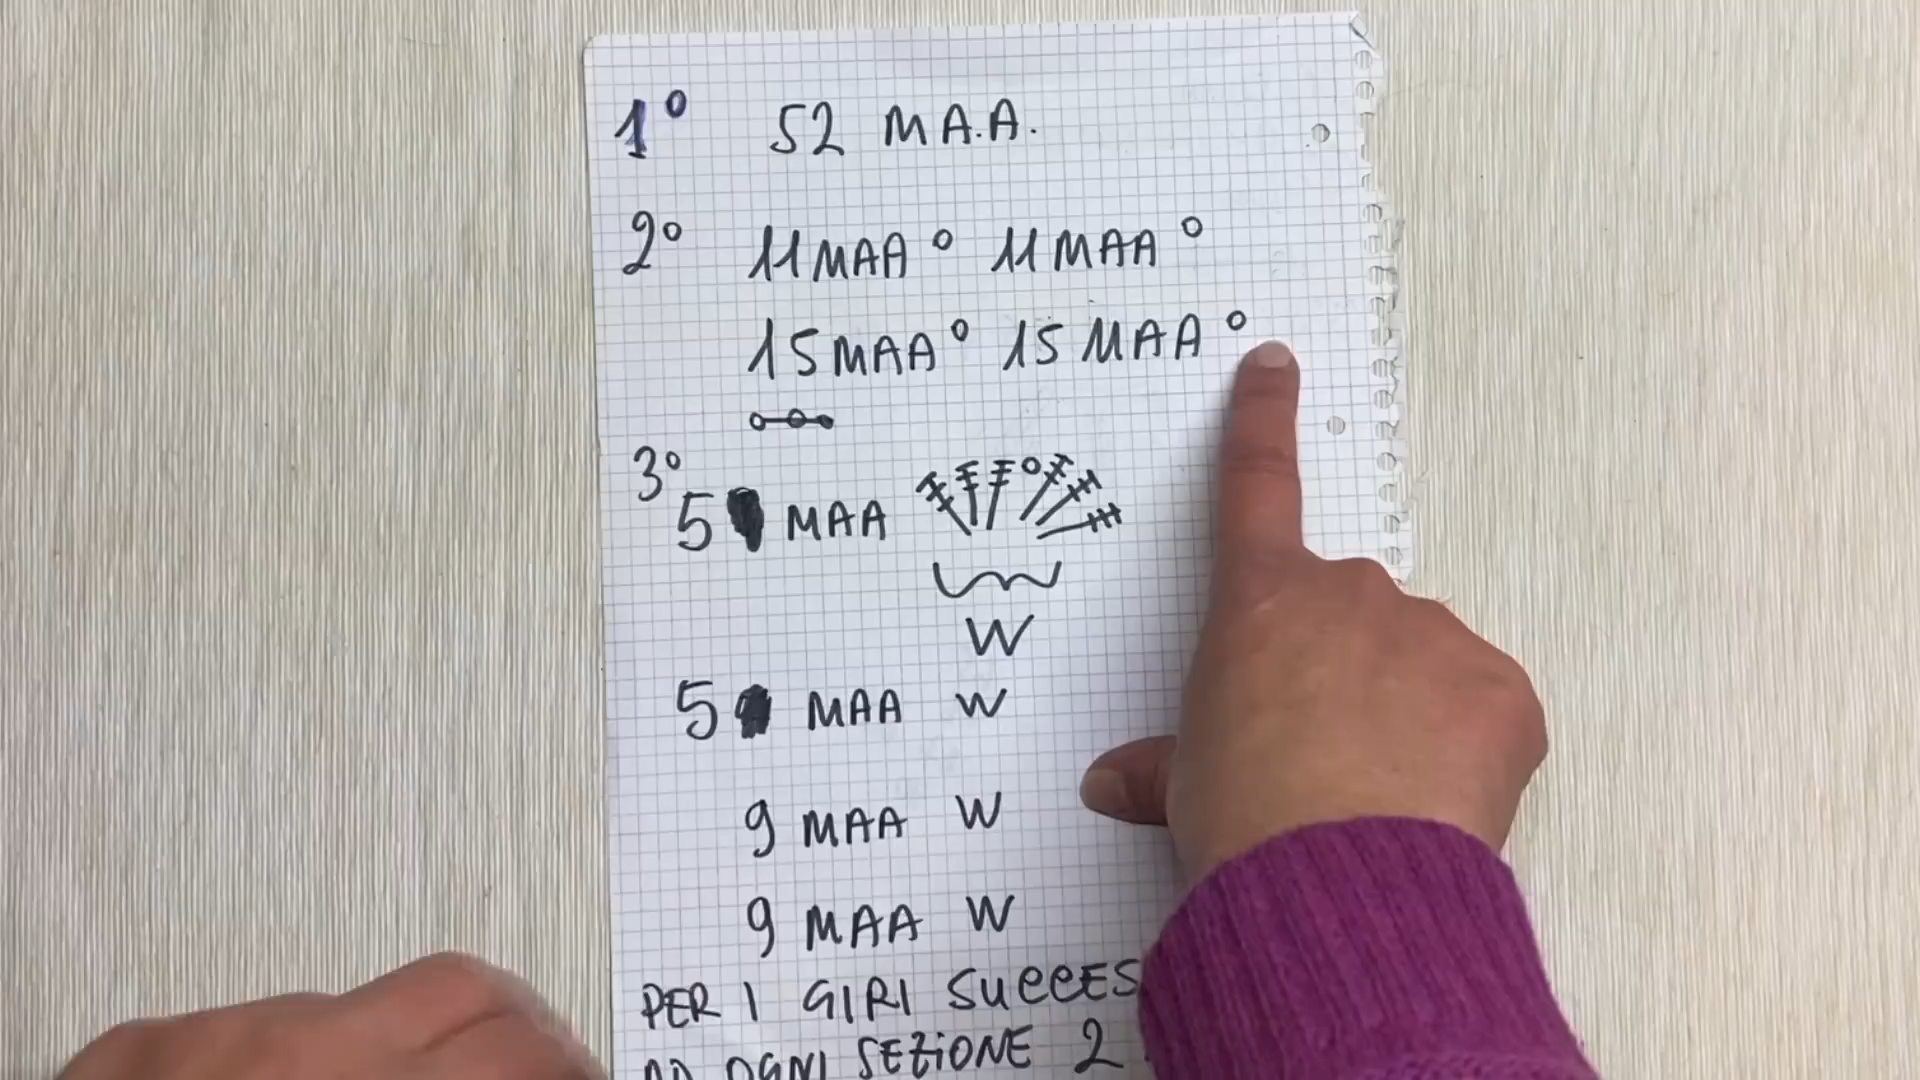 1° 52 MA.A.
2° 11 MAA ° 11 MAA °
15 MAA ° 15 MAA °
3°
5 MAA
W
5 MAA W
9 MAA W
9 MAA W
PER I GIRI SUCCES
AD OGNI SEZIONE 2